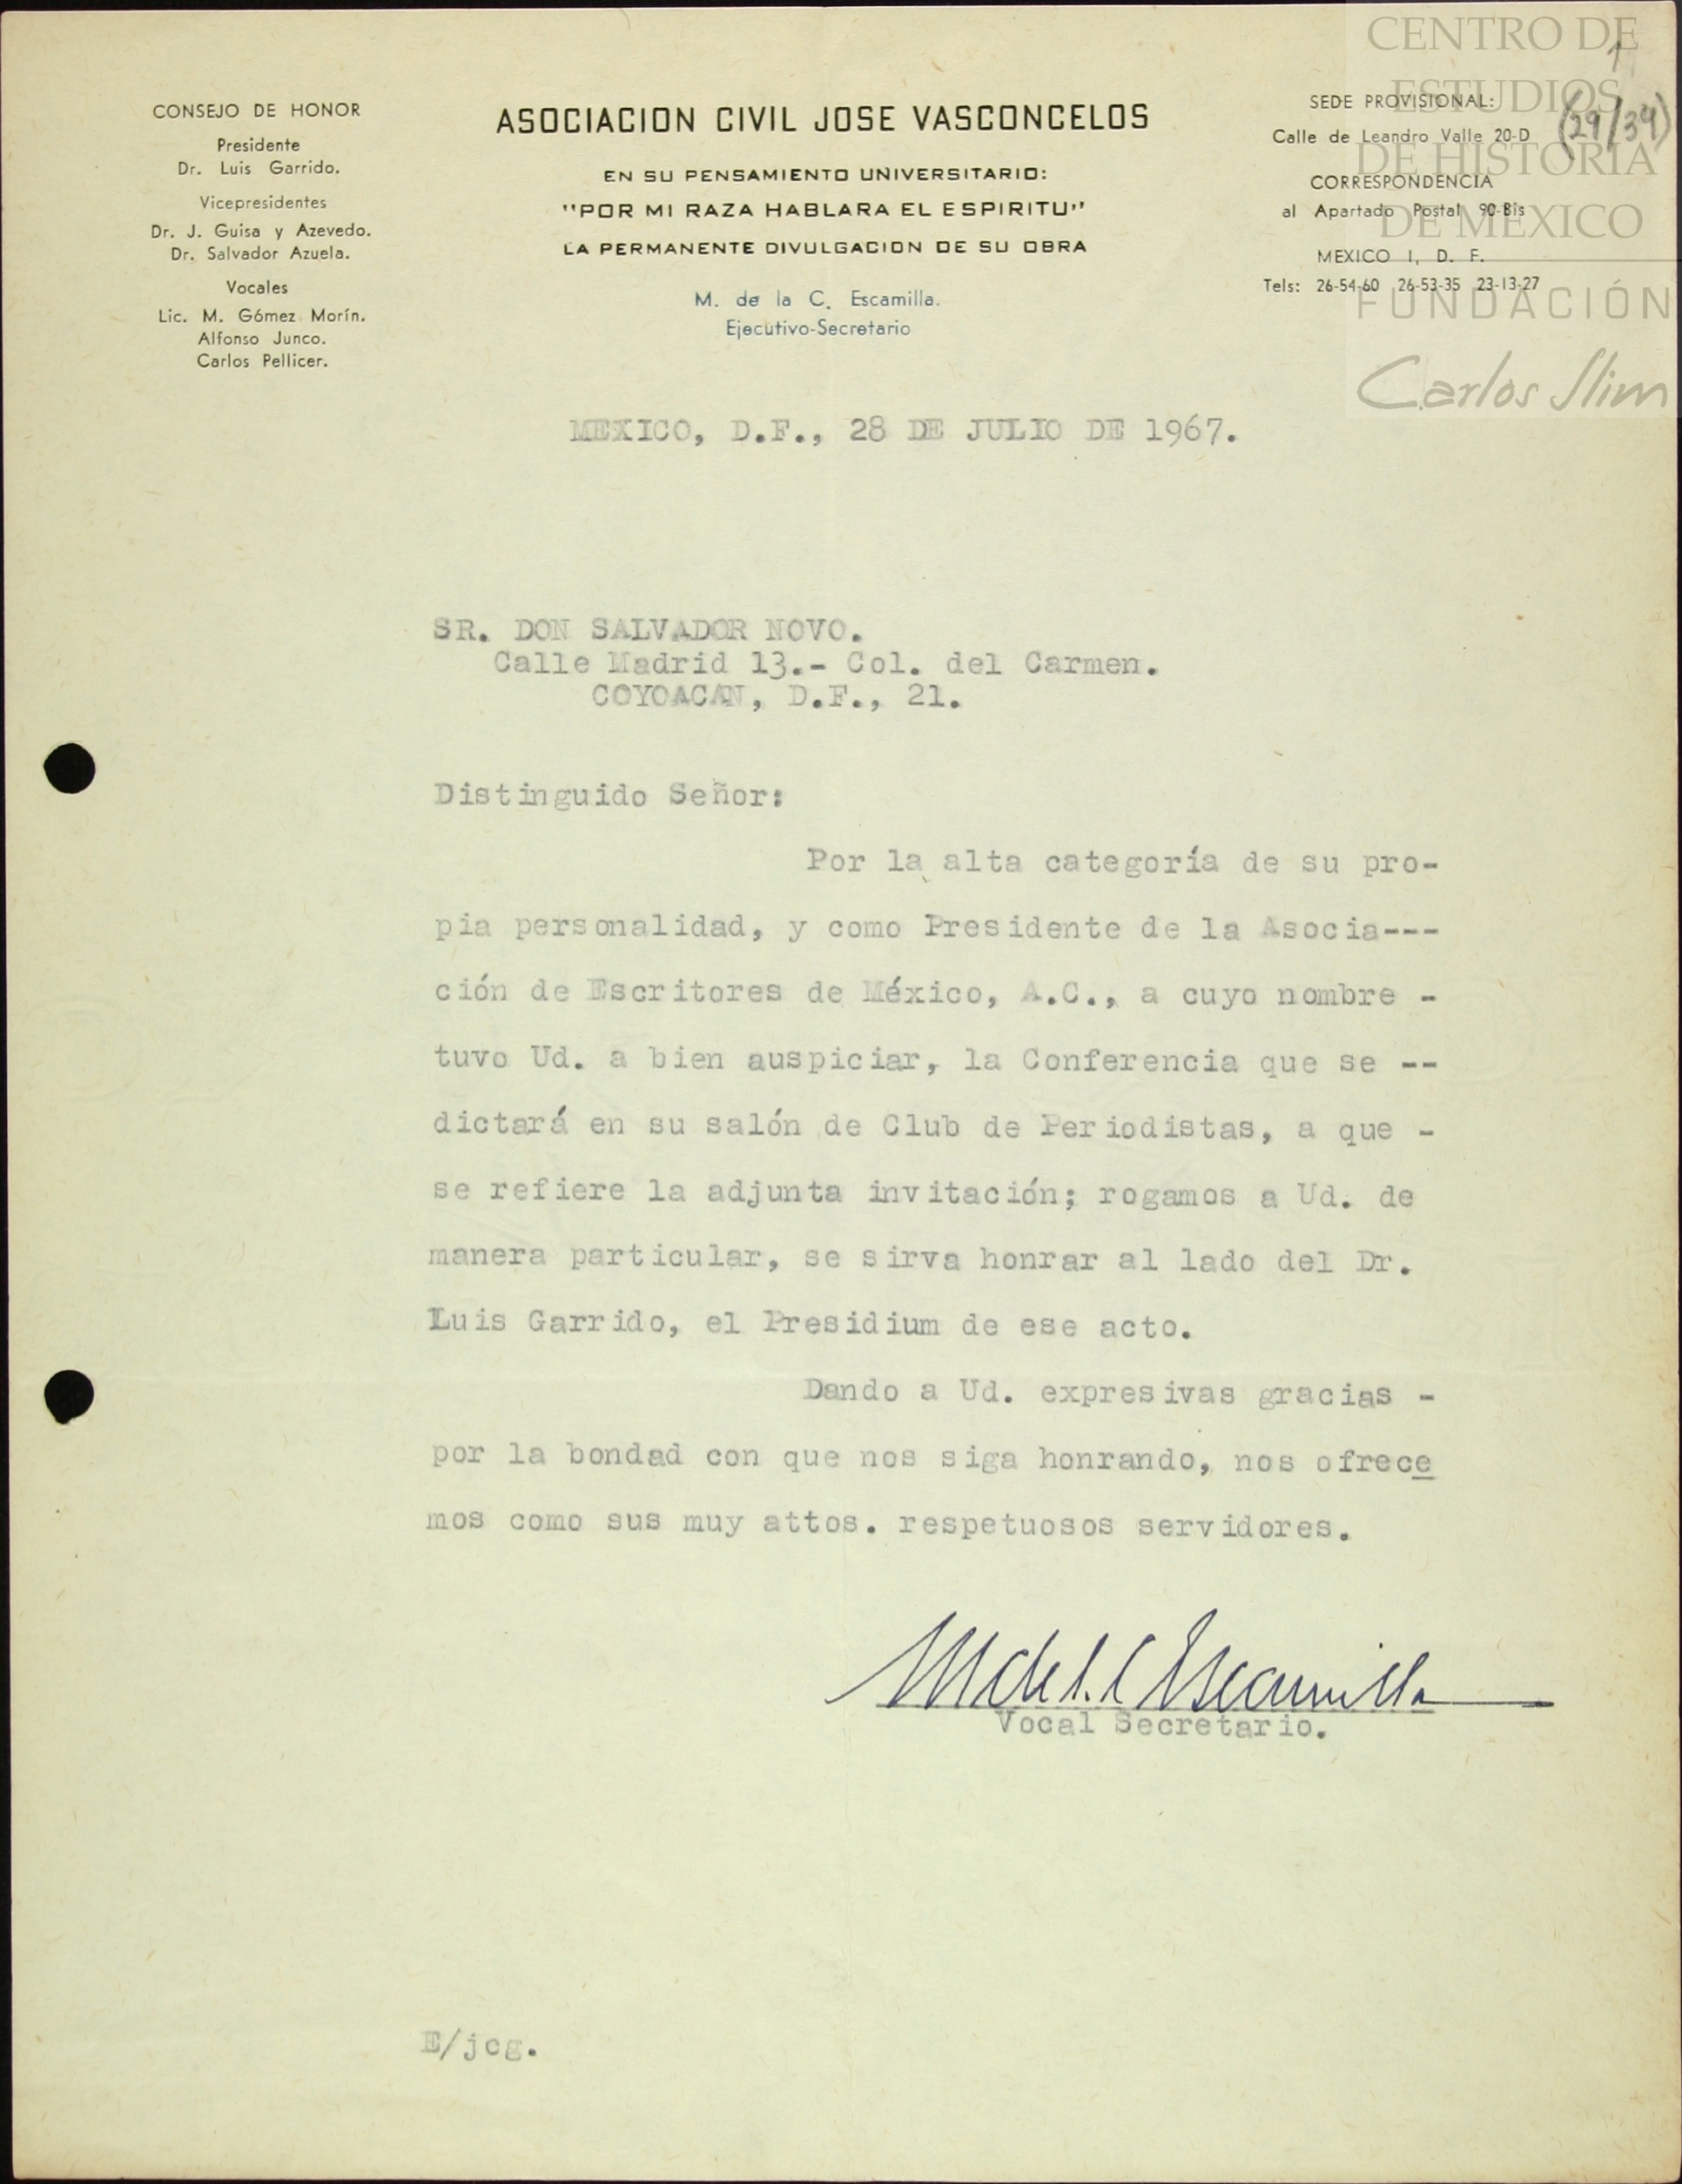 CONSEJO DE HONOR
Presidente
Dr. Luis Garrido.
Vicepresidentes
Dr. J. Guisa y Azevedo.
Dr. Salvador Azuela.
Vocales
Lic. M. Gómez Morín.
Alfonso Junco.
Carlos Pellicer.
ASOCIACION CIVIL JOSE VASCONCELOS
EN SU PENSAMIENTO UNIVERSITARIO:
"POR MI RAZA HABLARA EL ESPIRITU"
LA PERMANENTE DIVULGACION DE SU OBRA
M. de la C. Escamilla.
Ejecutivo-Secretario
SEDE PROVISIONAL:
Calle de Leandro Valle 20-D
CORRESPONDENCIA
al Apartado Postal 90-Bis
MEXICO 1, D. F.
Tels: 26-54-60 26-53-35 23-13-27
1
(29/34)
CENTRO DE
ESTUDIOS
DE HISTORIA
DE MEXICO
FUNDACIÓN
Carlos Slim
MEXICO, D.F., 28 DE JULIO DE 1967.
SR. DON SALVADOR NOVO.
Calle Madrid 13.- Col. del Carmen.
COYOACAN, D.F., 21.
Distinguido Señor:
Por la alta categoría de su pro-
pia personalidad, y como Presidente de la Asocia---
ción de Escritores de México, A.C., a cuyo nombre -
tuvo Ud. a bien auspiciar, la Conferencia que se --
dictará en su salón de Club de Periodistas, a que -
se refiere la adjunta invitación; rogamos a Ud. de
manera particular, se sirva honrar al lado del Dr.
Luis Garrido, el Presidium de ese acto.
Dando a Ud. expresivas gracias -
por la bondad con que nos siga honrando, nos ofrece
mos como sus muy attos. respetuosos servidores.
M de l. C Escamilla
Vocal Secretario.
E/jcg.